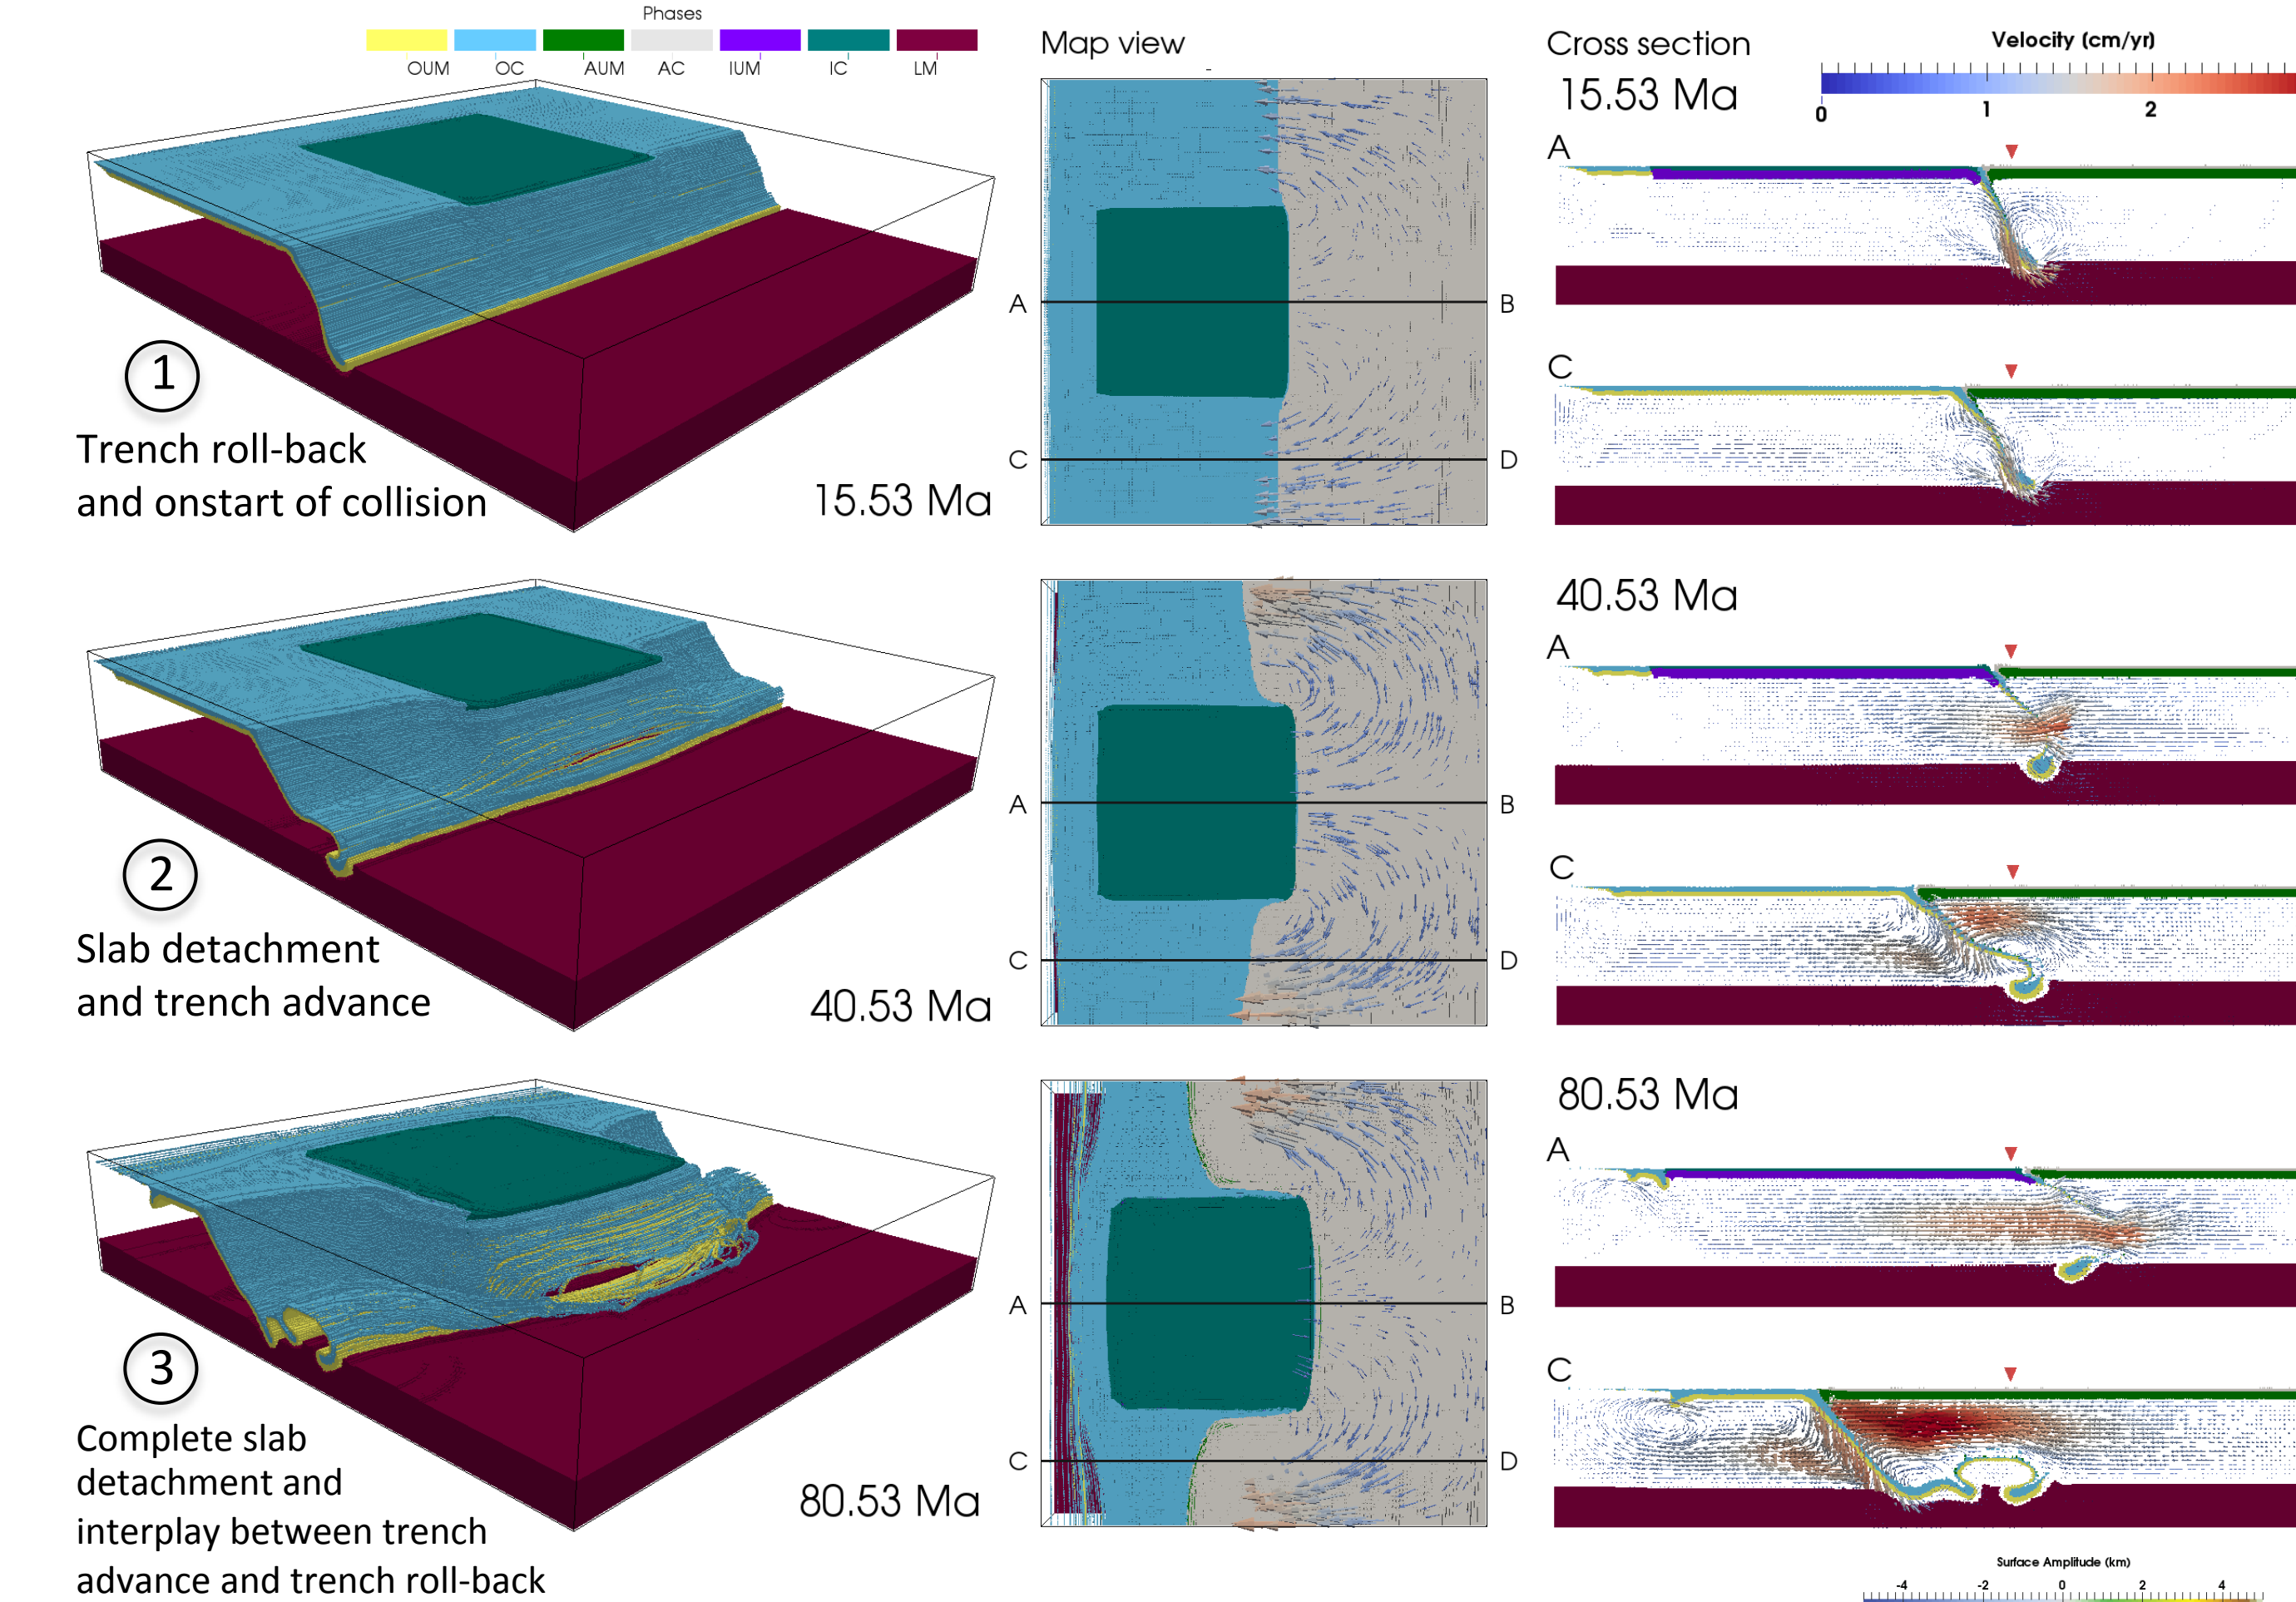 Phases
OUM OC AUM AC IUM IC LM
1
Trench roll-back
and onstart of collision
15.53 Ma
Map view
A B
C D
Cross section
15.53 Ma
Velocity (cm/yr)
0 1 2
A
C
2
Slab detachment
and trench advance
40.53 Ma
A B
C D
40.53 Ma
A
C
3
Complete slab
detachment and
interplay between trench
advance and trench roll-back
80.53 Ma
A B
C D
80.53 Ma
A
C
Surface Amplitude (km)
-4 -2 0 2 4